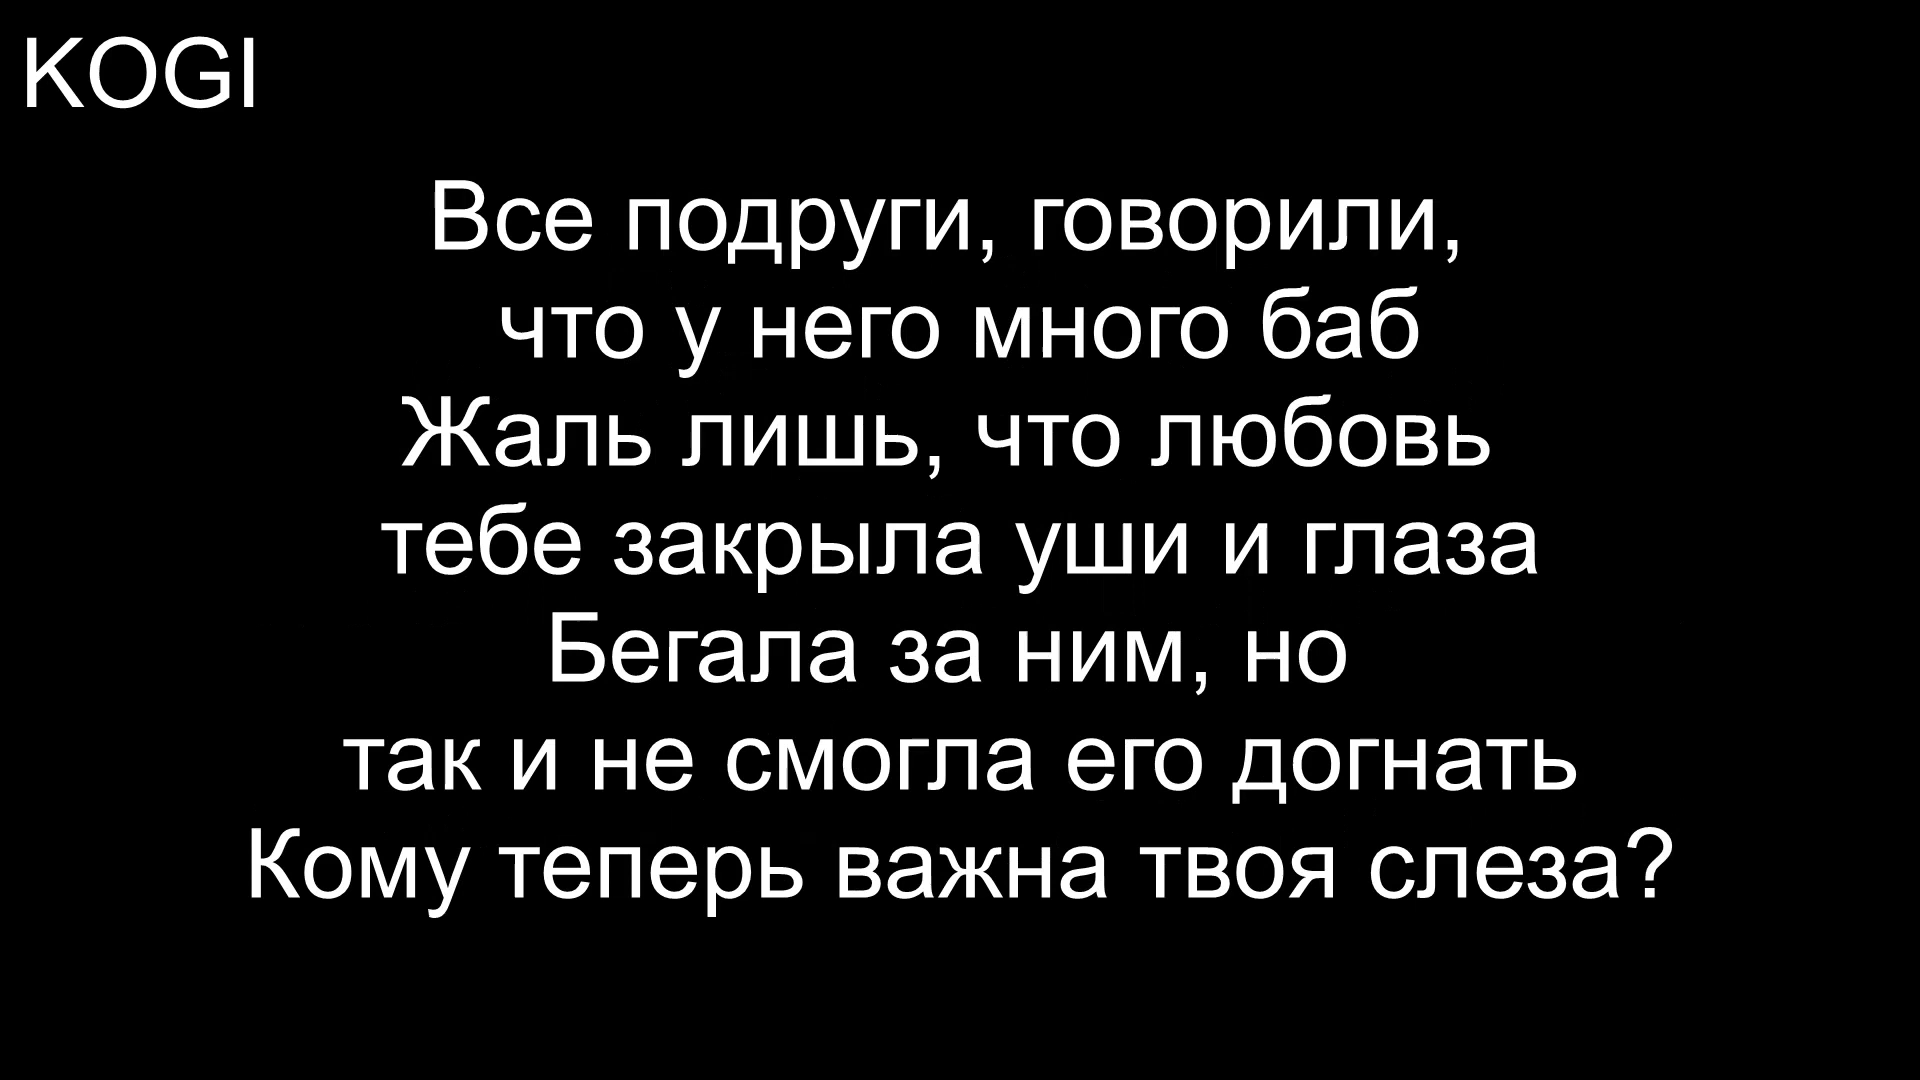 KOGI
Все подруги, говорили,
что у него много баб
Жаль лишь, что любовь
тебе закрыла уши и глаза
Бегала за ним, но
так и не смогла его догнать
Кому теперь важна твоя слеза?